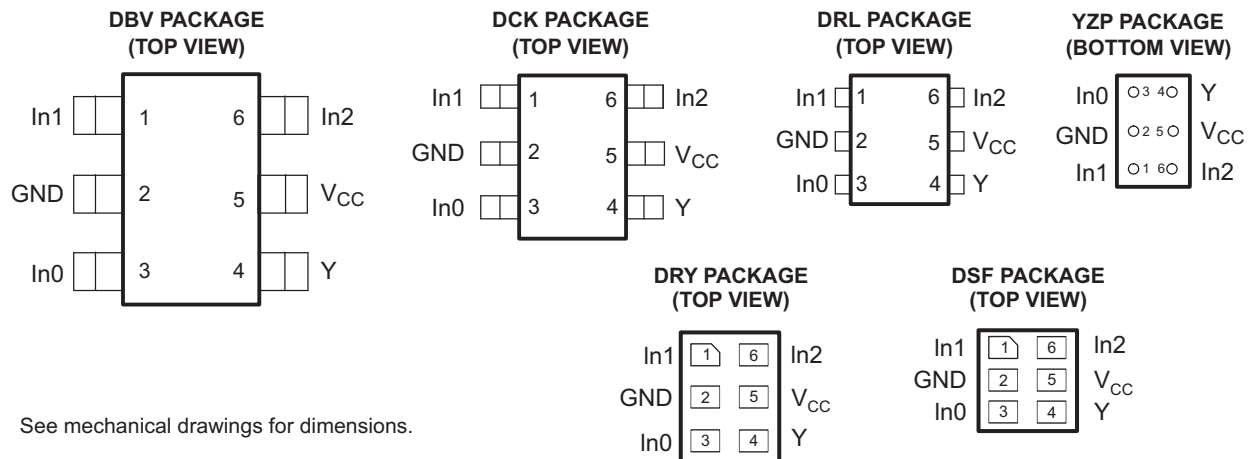 DBV PACKAGE
(TOP VIEW)
In1 1 6 In2
GND 2 5 VCC
In0 3 4 Y
DCK PACKAGE
(TOP VIEW)
In1 1 6 In2
GND 2 5 VCC
In0 3 4 Y
DRL PACKAGE
(TOP VIEW)
In1 1 6 In2
GND 2 5 VCC
In0 3 4 Y
YZP PACKAGE
(BOTTOM VIEW)
In0 3 4 Y
GND 2 5 VCC
In1 1 6 In2
DRY PACKAGE
(TOP VIEW)
In1 1 6 In2
GND 2 5 VCC
In0 3 4 Y
DSF PACKAGE
(TOP VIEW)
In1 1 6 In2
GND 2 5 VCC
In0 3 4 Y
See mechanical drawings for dimensions.